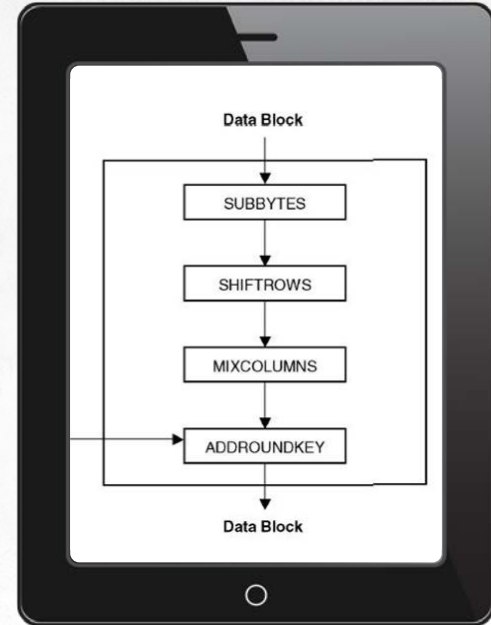 Data Block
SUBBYTES
SHIFTROWS
MIXCOLUMNS
ADDROUNDKEY
Data Block